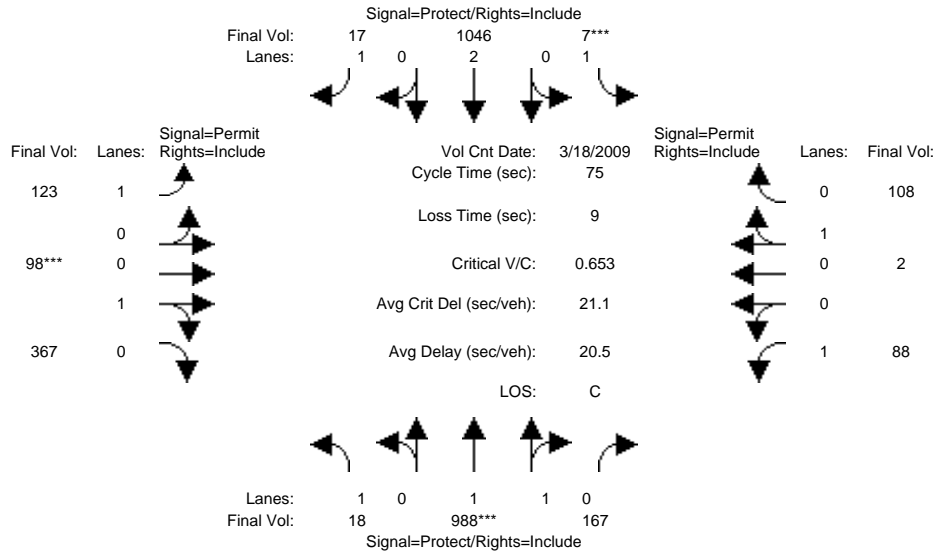 Signal=Protect/Rights=Include
Final Vol: 17 1046 7***
Lanes: 1 0 2 0 1
Signal=Permit Signal=Permit
Final Vol: Lanes: Rights=Include Vol Cnt Date: 3/18/2009 Rights=Include Lanes: Final Vol:
Cycle Time (sec): 75
123 1 0 108
Loss Time (sec): 9
0 1
98*** 0 Critical V/C: 0.653 0 2
1 Avg Crit Del (sec/veh): 21.1 0
367 0 Avg Delay (sec/veh): 20.5 1 88
LOS: C
Lanes: 1 0 1 1 0
Final Vol: 18 988*** 167
Signal=Protect/Rights=Include